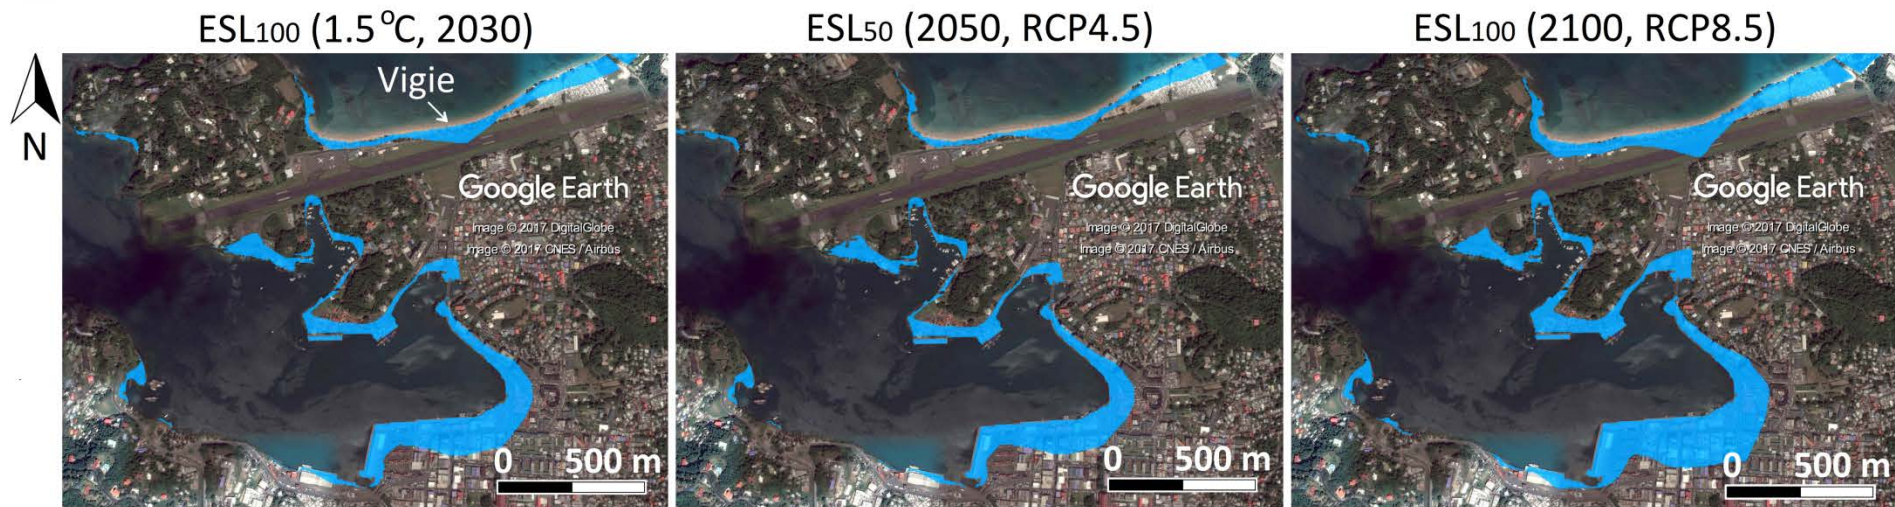 ESL100 (1.5°C, 2030)
ESL50 (2050, RCP4.5)
ESL100 (2100, RCP8.5)
N
Vigie
Google Earth
Image © 2017 DigitalGlobe
Image © 2017 CNES / Airbus
0 500 m
Google Earth
Image © 2017 DigitalGlobe
Image © 2017 CNES / Airbus
0 500 m
Google Earth
Image © 2017 DigitalGlobe
Image © 2017 CNES / Airbus
0 500 m